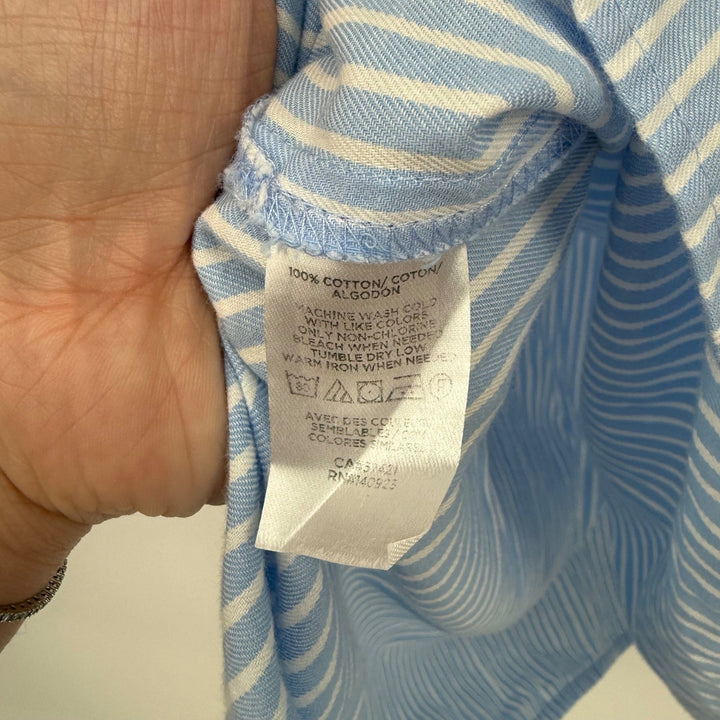 100% COTTON/ COTON/
ALGODON
MACHINE WASH COLD
WITH LIKE COLORS
ONLY NON-CHLORINE
BLEACH WHEN NEEDED
TUMBLE DRY LOW
WARM IRON WHEN NEEDED
AVEC DES
SEMBLABLES /
COLORES SIMILARES
RN#140923